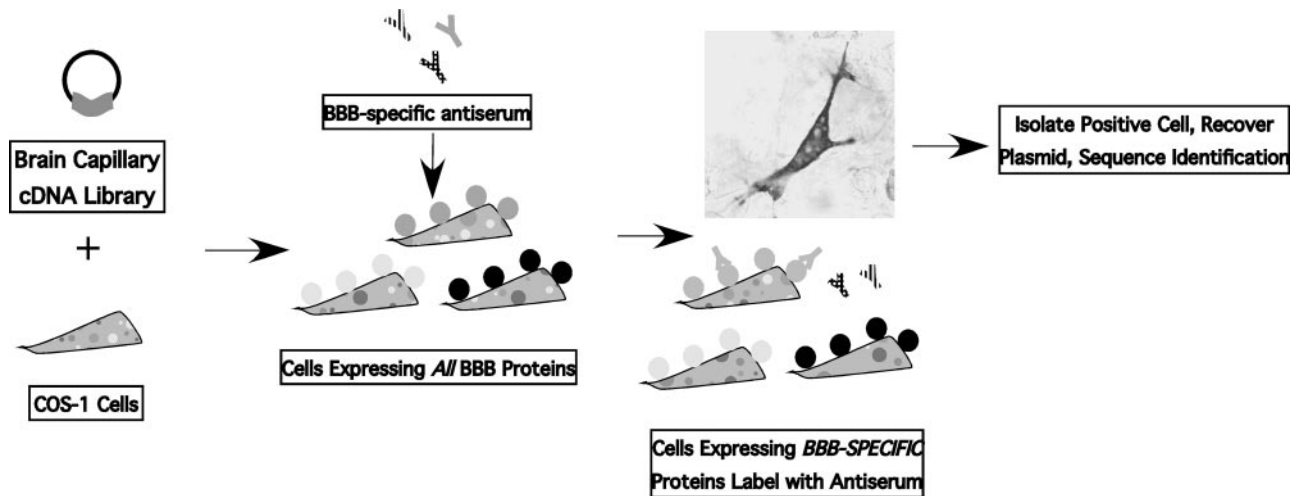 Brain Capillary
cDNA Library
+
COS-1 Cells
BBB-specific antiserum
Cells Expressing All BBB Proteins
Cells Expressing BBB-SPECIFIC
Proteins Label with Antiserum
Isolate Positive Cell, Recover
Plasmid, Sequence Identification